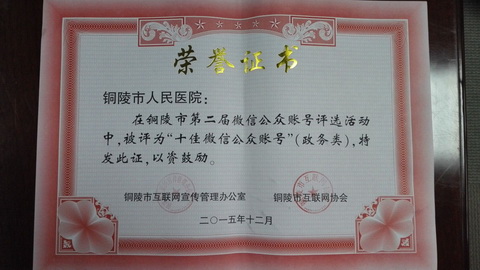 荣誉证书
铜陵市人民医院：
在铜陵市第二届微信公众账号评选活动
中，被评为“十佳微信公众账号”（政务类），特
发此证，以资鼓励。
铜陵市互联网宣传管理办公室 铜陵市互联网协会
二〇一五年十二月